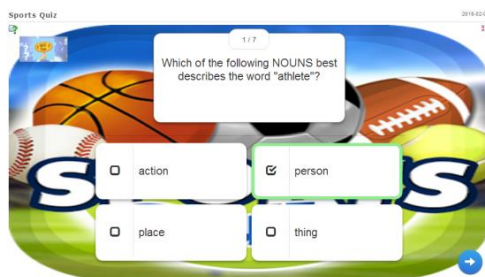 Sports Quiz
1 / 7
Which of the following NOUNS best
describes the word "athlete"?
action
person
place
thing